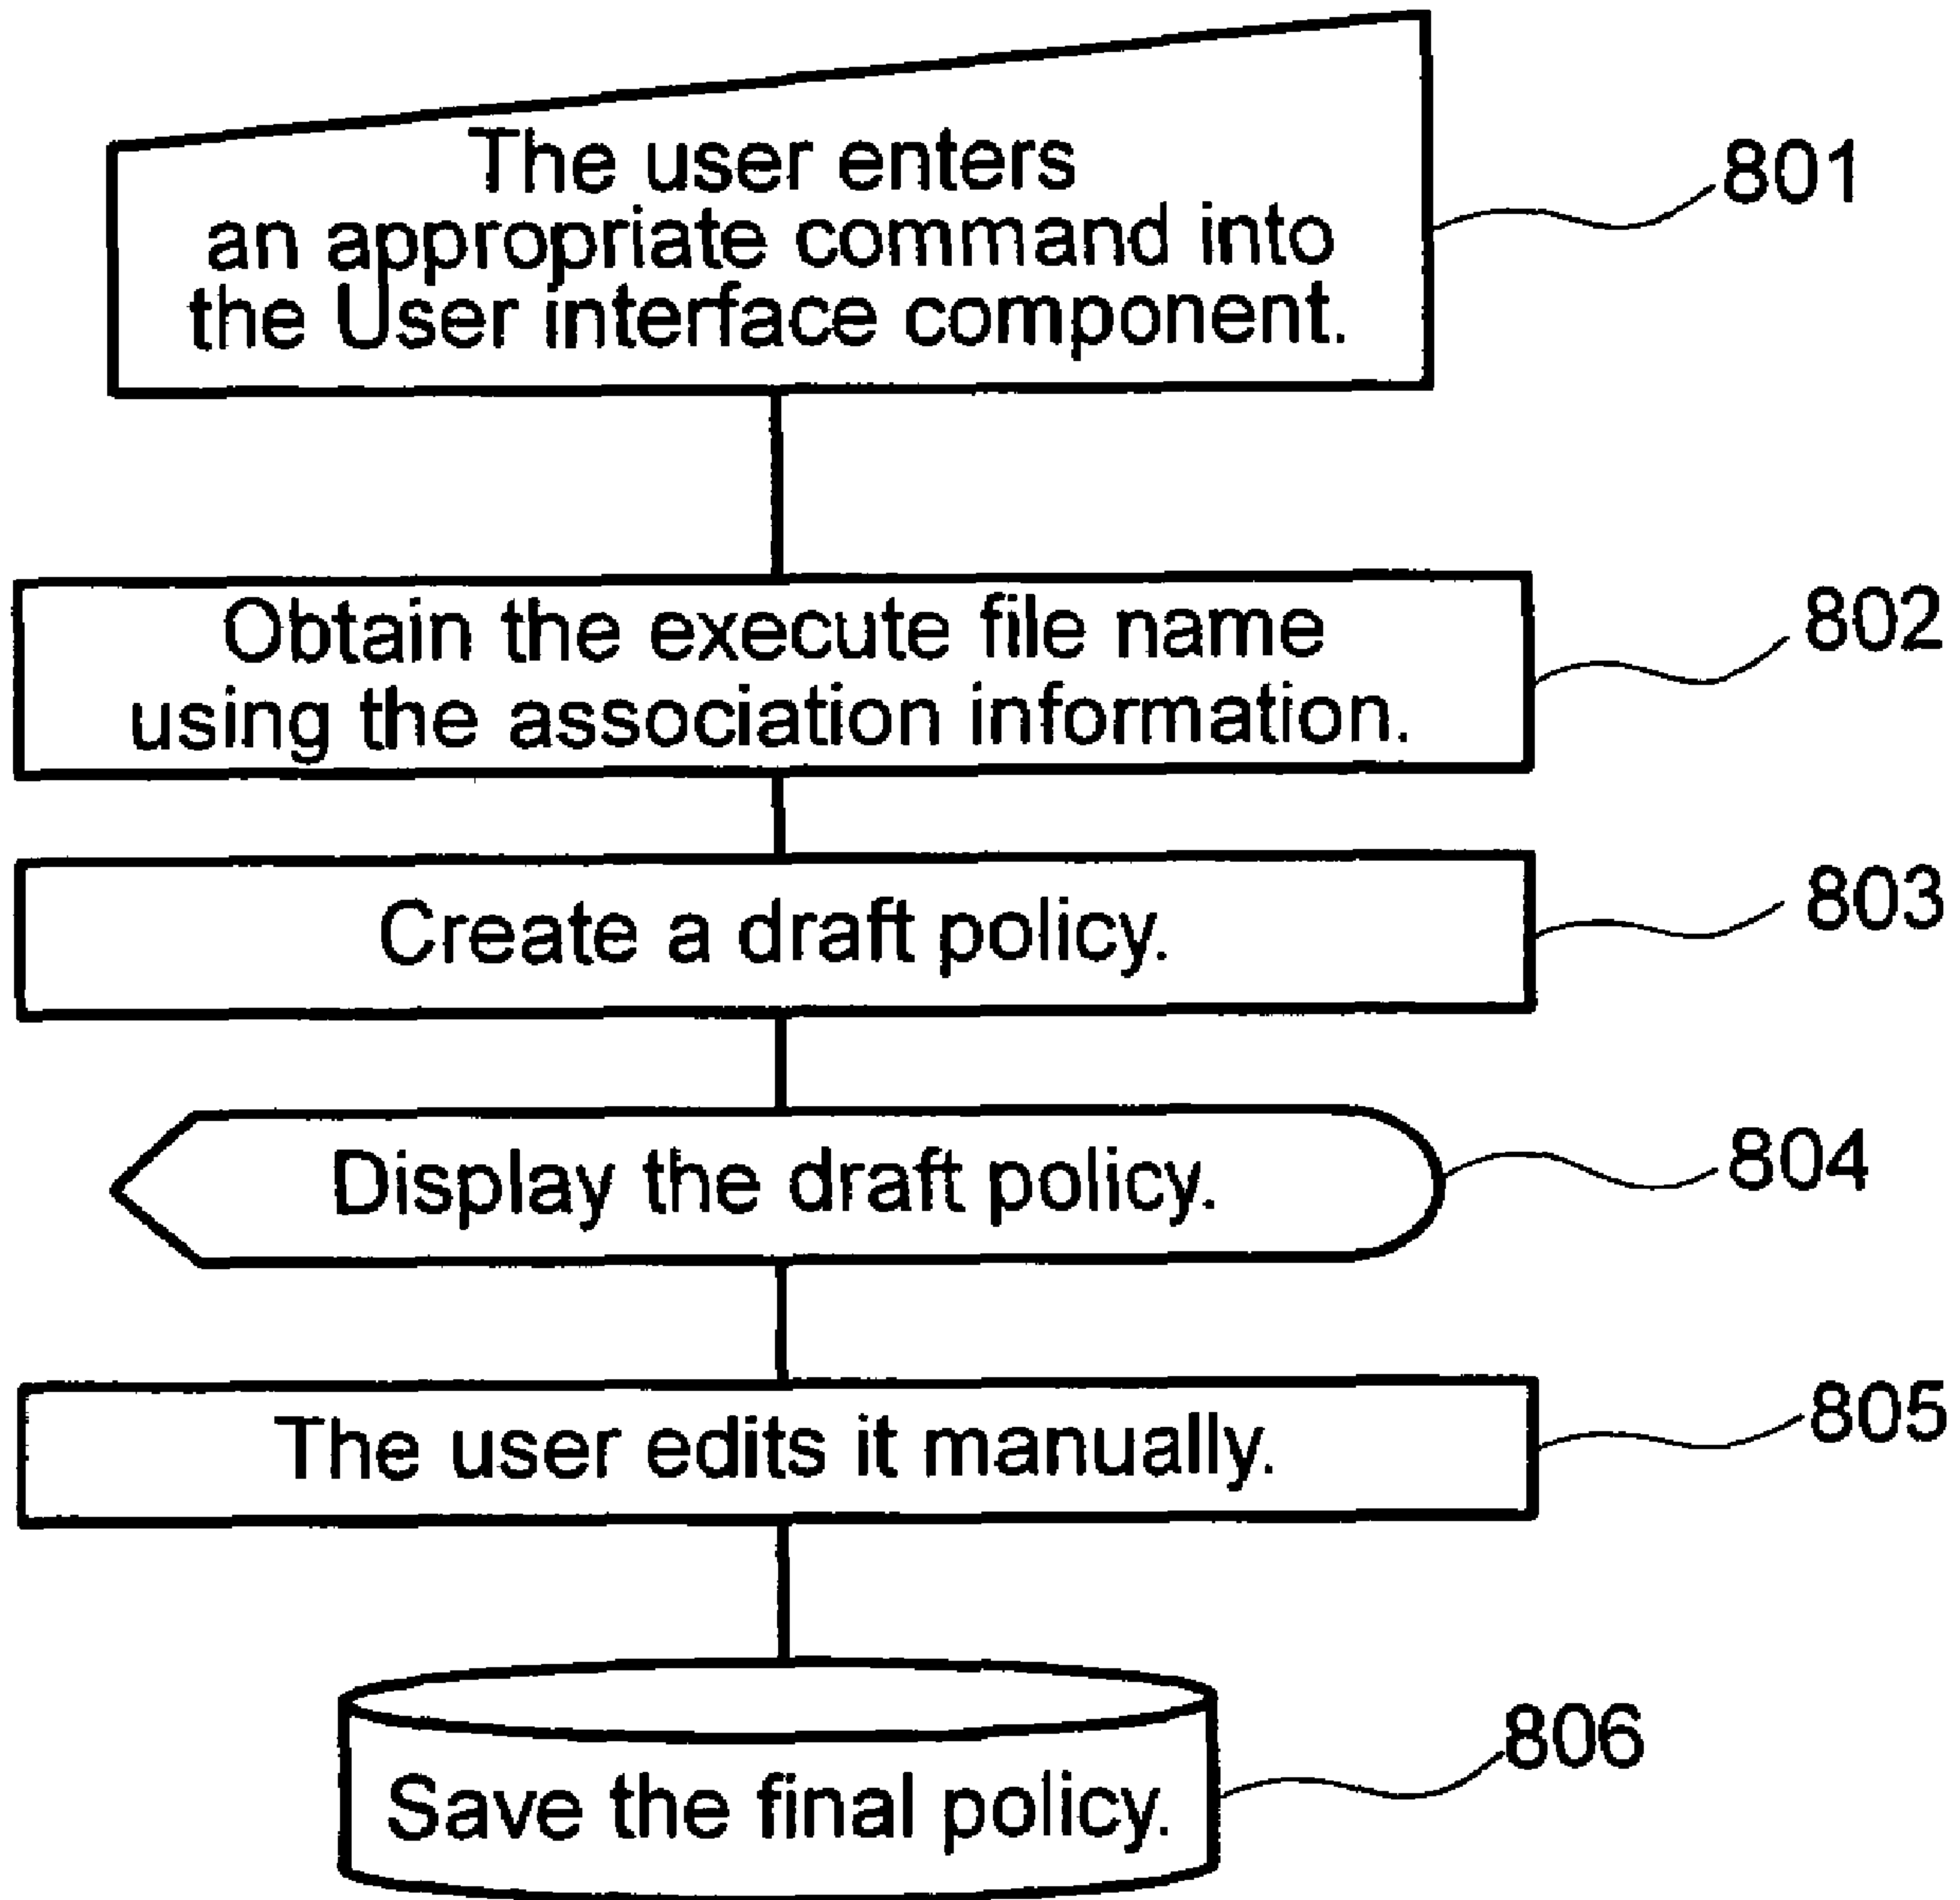 The user enters
an appropriate command into
the User interface component.
801
Obtain the execute file name
using the association information.
802
Create a draft policy.
803
Display the draft policy.
804
The user edits it manually.
805
Save the final policy.
806